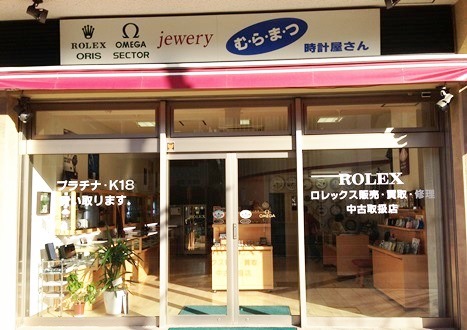 ROLEX
ORIS
OMEGA
SECTOR
jewery
む・ら・ま・つ
時計屋さん
プラチナ・K18
買い取ります。
ROLEX
ロレックス販売・買取・修理
中古取扱店